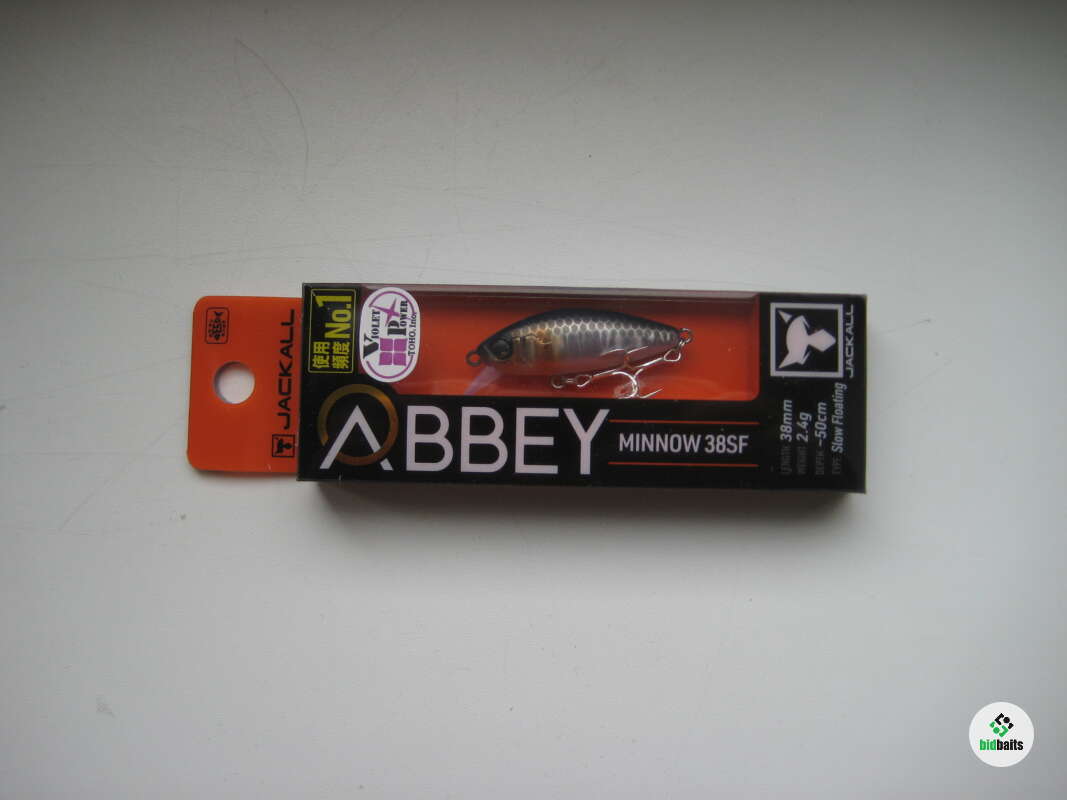 JACKALL
使用
頻度
No.1
VIOLET
POWER
TOHO.Inc.
ABBEY
MINNOW 38SF
LENGTH 38mm
WEIGHT 2.4g
DEPTH ~50cm
TYPE Slow Floating
JACKALL
bidbaits